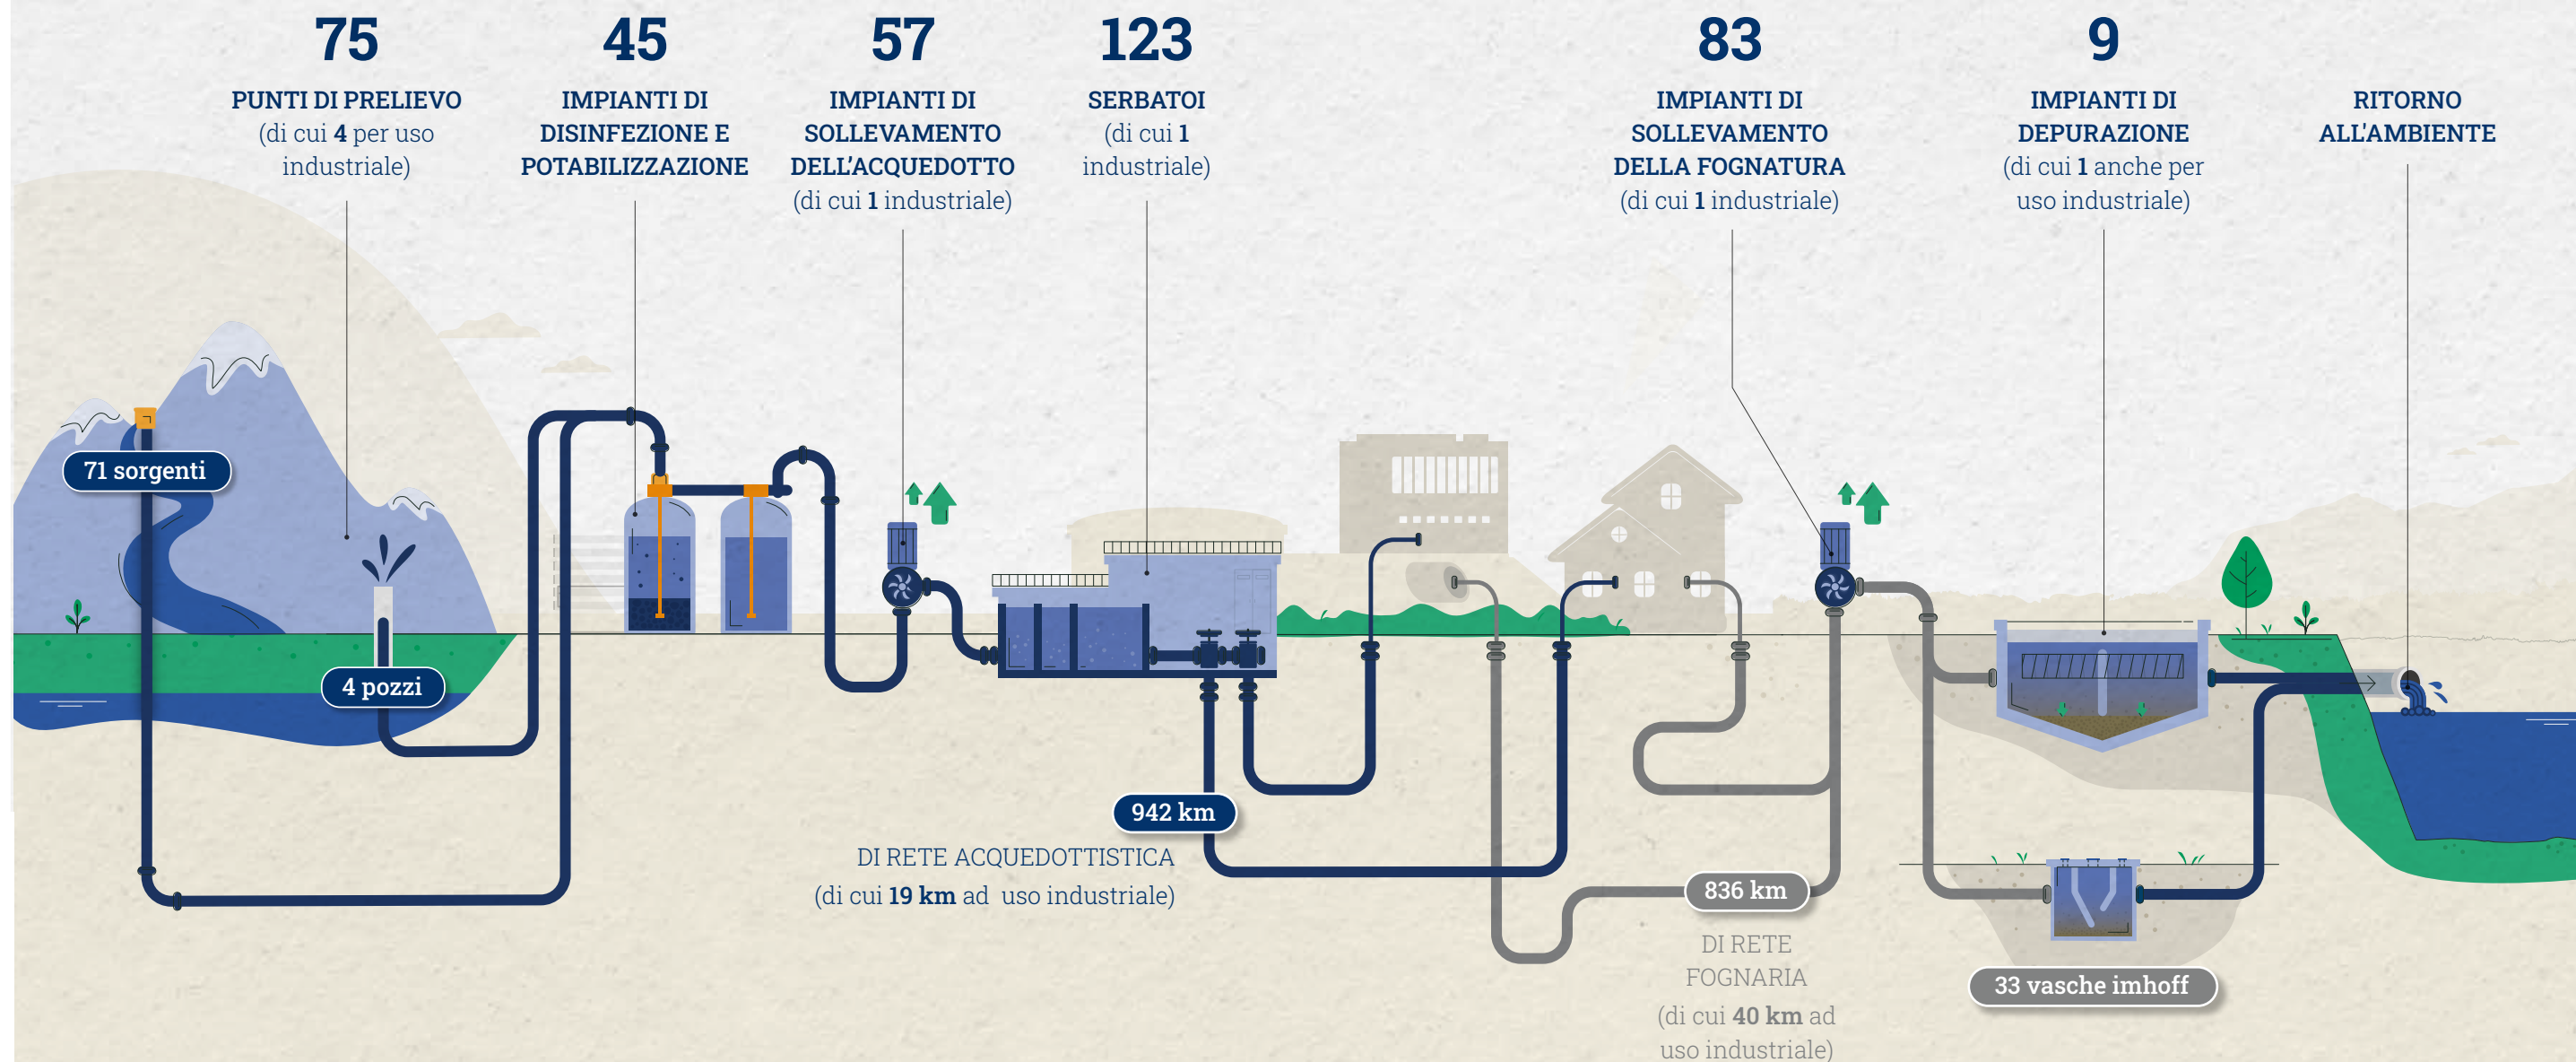 75
PUNTI DI PRELIEVO
(di cui 4 per uso
industriale)
45
IMPIANTI DI
DISINFEZIONE E
POTABILIZZAZIONE
57
IMPIANTI DI
SOLLEVAMENTO
DELL'ACQUEDOTTO
(di cui 1 industriale)
123
SERBATOI
(di cui 1
industriale)
83
IMPIANTI DI
SOLLEVAMENTO
DELLA FOGNATURA
(di cui 1 industriale)
9
IMPIANTI DI
DEPURAZIONE
(di cui 1 anche per
uso industriale)
RITORNO
ALL'AMBIENTE
71 sorgenti
4 pozzi
942 km
DI RETE ACQUEDOTTISTICA
(di cui 19 km ad uso industriale)
836 km
DI RETE
FOGNARIA
(di cui 40 km ad
uso industriale)
33 vasche imhoff